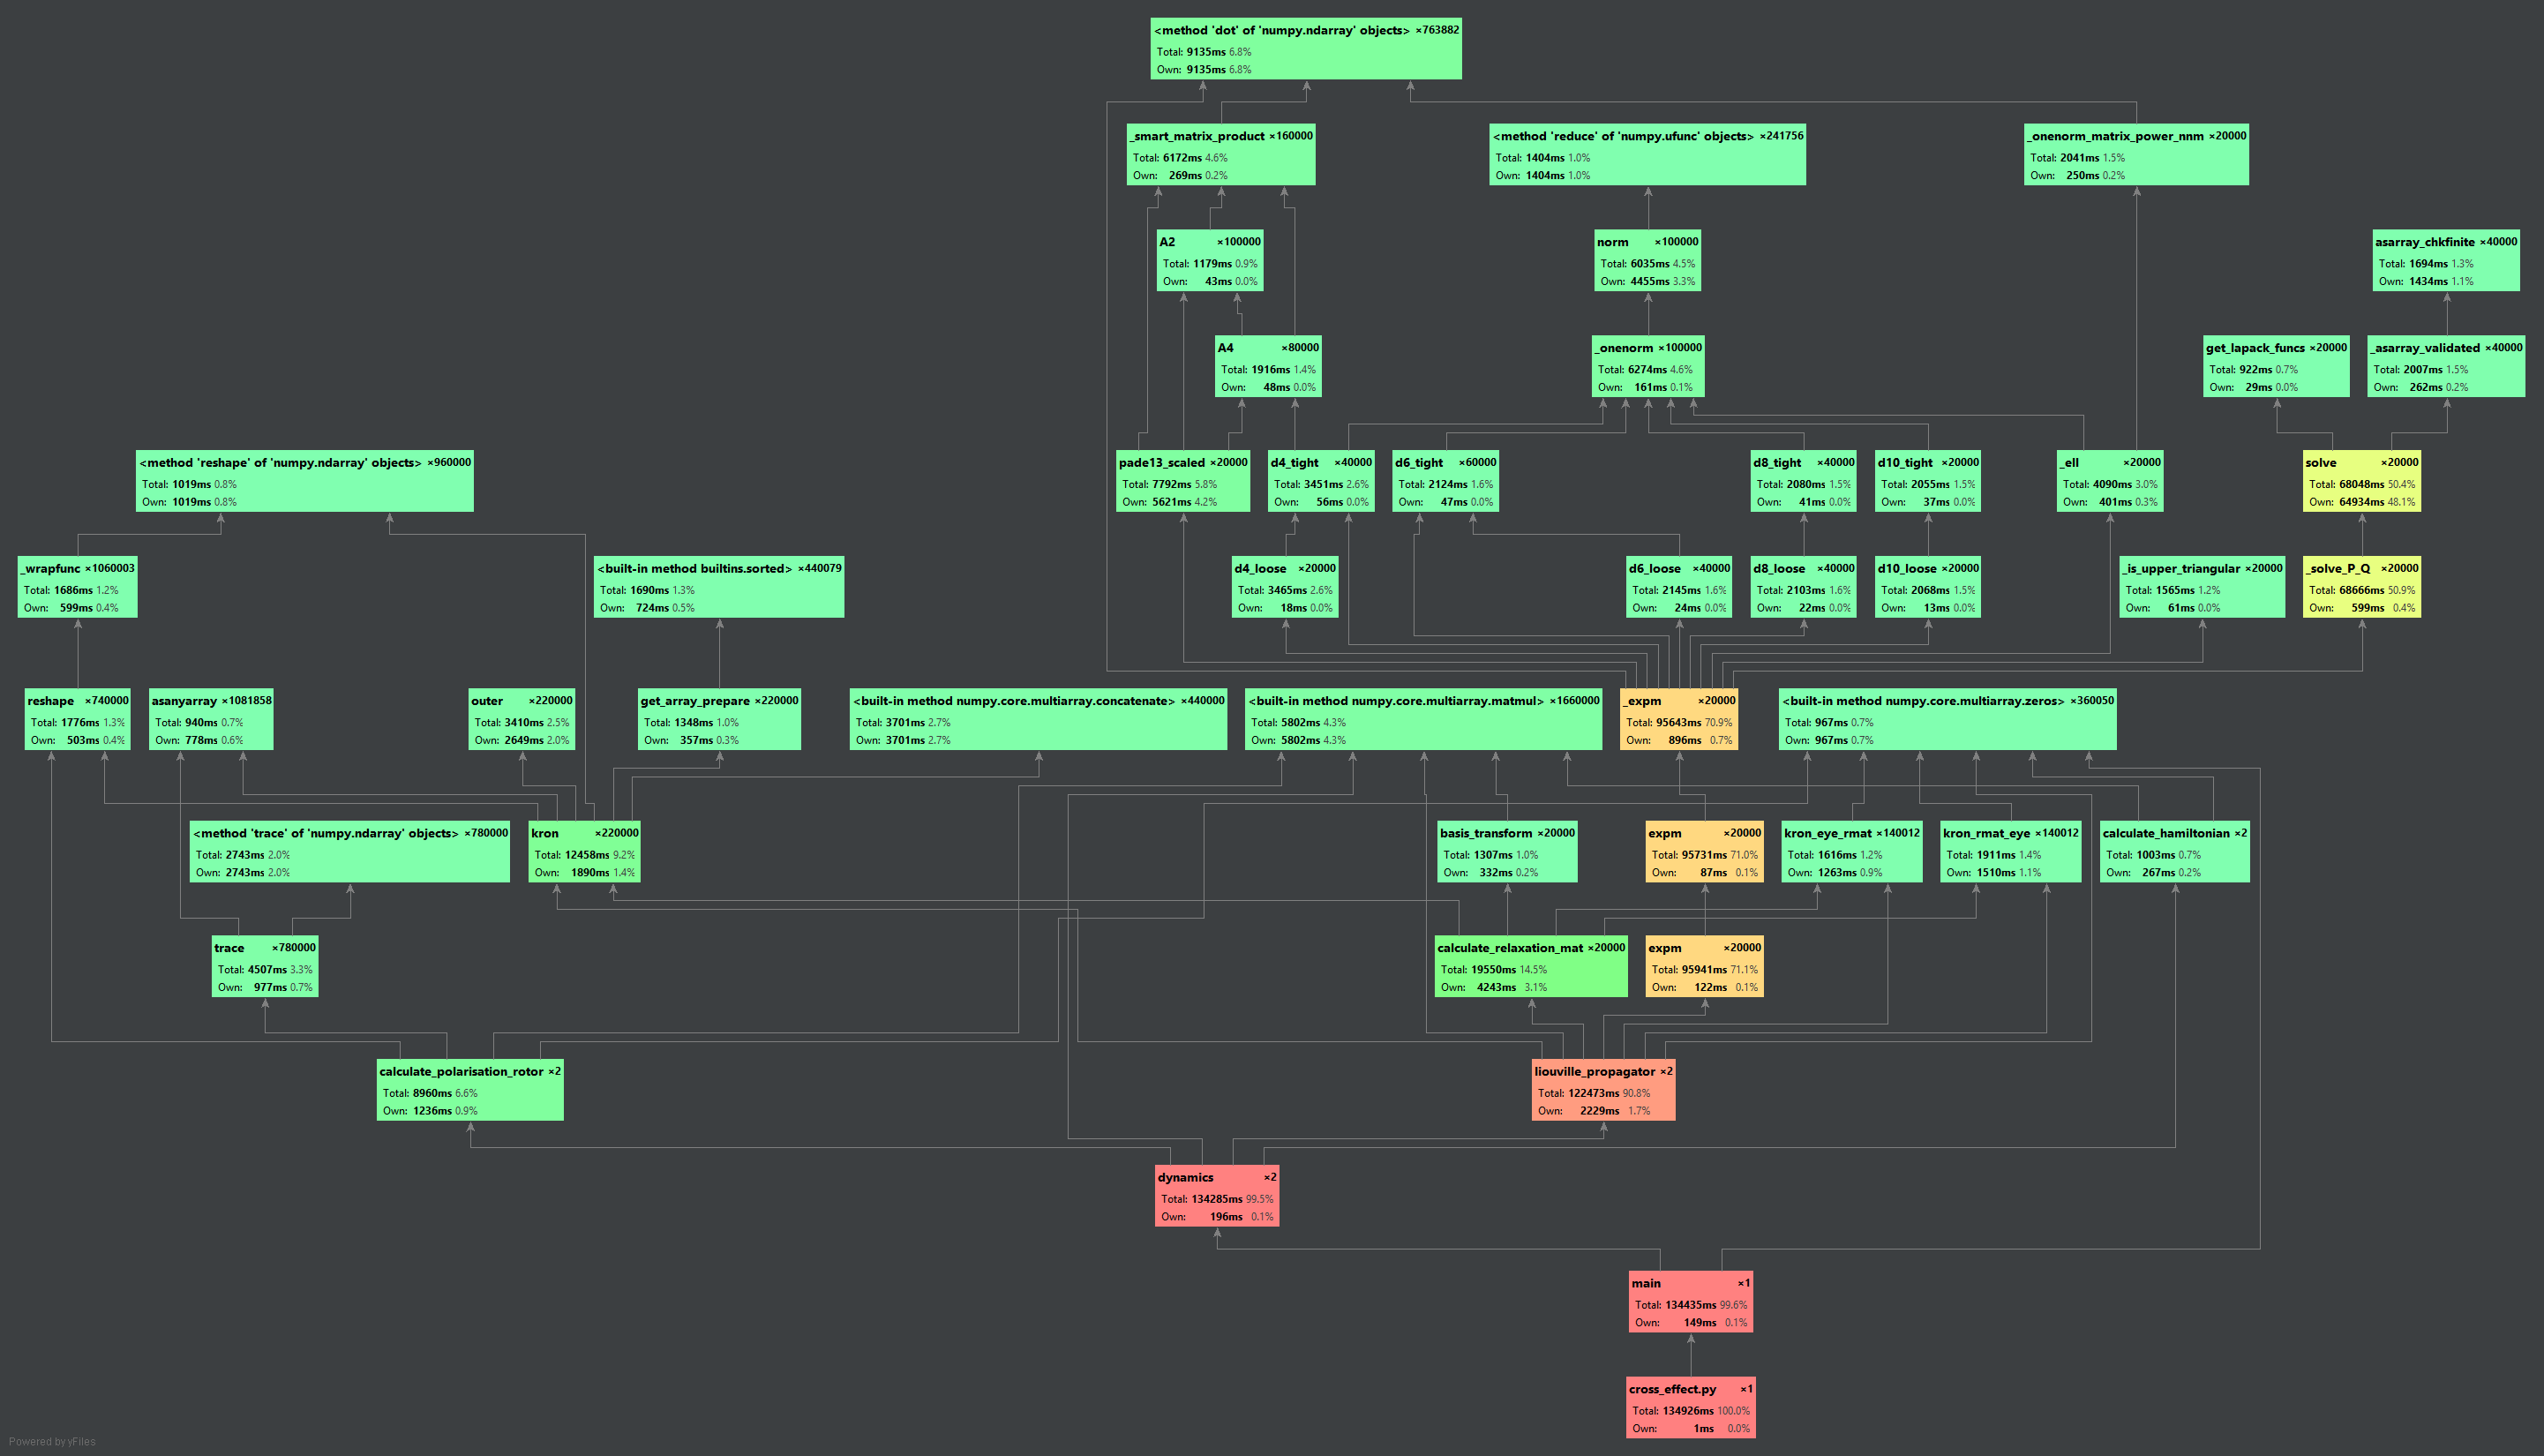 <method 'dot' of 'numpy.ndarray' objects> ×763882
Total: 9135ms 6.8%
Own: 9135ms 6.8%
_smart_matrix_product ×160000
Total: 6172ms 4.6%
Own: 269ms 0.2%
<method 'reduce' of 'numpy.ufunc' objects> ×241756
Total: 1404ms 1.0%
Own: 1404ms 1.0%
_onenorm_matrix_power_nnm ×20000
Total: 2041ms 1.5%
Own: 250ms 0.2%
A2 ×100000
Total: 1179ms 0.9%
Own: 43ms 0.0%
norm ×100000
Total: 6035ms 4.5%
Own: 4455ms 3.3%
asarray_chkfinite ×40000
Total: 1694ms 1.3%
Own: 1434ms 1.1%
A4 ×80000
Total: 1916ms 1.4%
Own: 48ms 0.0%
_onenorm ×100000
Total: 6274ms 4.6%
Own: 161ms 0.1%
get_lapack_funcs ×20000
Total: 922ms 0.7%
Own: 29ms 0.0%
_asarray_validated ×40000
Total: 2007ms 1.5%
Own: 262ms 0.2%
<method 'reshape' of 'numpy.ndarray' objects> ×960000
Total: 1019ms 0.8%
Own: 1019ms 0.8%
pade13_scaled ×20000
Total: 7792ms 5.8%
Own: 5621ms 4.2%
d4_tight ×40000
Total: 3451ms 2.6%
Own: 56ms 0.0%
d6_tight ×60000
Total: 2124ms 1.6%
Own: 47ms 0.0%
d8_tight ×40000
Total: 2080ms 1.5%
Own: 41ms 0.0%
d10_tight ×20000
Total: 2055ms 1.5%
Own: 37ms 0.0%
_ell ×20000
Total: 4090ms 3.0%
Own: 401ms 0.3%
solve ×20000
Total: 68048ms 50.4%
Own: 64934ms 48.1%
_wrapfunc ×1060003
Total: 1686ms 1.2%
Own: 599ms 0.4%
<built-in method builtins.sorted> ×440079
Total: 1690ms 1.3%
Own: 724ms 0.5%
d4_loose ×20000
Total: 3465ms 2.6%
Own: 18ms 0.0%
d6_loose ×40000
Total: 2145ms 1.6%
Own: 24ms 0.0%
d8_loose ×40000
Total: 2103ms 1.6%
Own: 22ms 0.0%
d10_loose ×20000
Total: 2068ms 1.5%
Own: 13ms 0.0%
_is_upper_triangular ×20000
Total: 1565ms 1.2%
Own: 61ms 0.0%
_solve_P_Q ×20000
Total: 68666ms 50.9%
Own: 599ms 0.4%
reshape ×740000
Total: 1776ms 1.3%
Own: 503ms 0.4%
asanyarray ×1081858
Total: 940ms 0.7%
Own: 778ms 0.6%
outer ×220000
Total: 3410ms 2.5%
Own: 2649ms 2.0%
get_array_prepare ×220000
Total: 1348ms 1.0%
Own: 357ms 0.3%
<built-in method numpy.core.multiarray.concatenate> ×440000
Total: 3701ms 2.7%
Own: 3701ms 2.7%
<built-in method numpy.core.multiarray.matmul> ×1660000
Total: 5802ms 4.3%
Own: 5802ms 4.3%
_expm ×20000
Total: 95643ms 70.9%
Own: 896ms 0.7%
<built-in method numpy.core.multiarray.zeros> ×360050
Total: 967ms 0.7%
Own: 967ms 0.7%
<method 'trace' of 'numpy.ndarray' objects> ×780000
Total: 2743ms 2.0%
Own: 2743ms 2.0%
kron ×220000
Total: 12458ms 9.2%
Own: 1890ms 1.4%
basis_transform ×20000
Total: 1307ms 1.0%
Own: 332ms 0.2%
expm ×20000
Total: 95731ms 71.0%
Own: 87ms 0.1%
kron_eye_rmat ×140012
Total: 1616ms 1.2%
Own: 1263ms 0.9%
kron_rmat_eye ×140012
Total: 1911ms 1.4%
Own: 1510ms 1.1%
calculate_hamiltonian ×2
Total: 1003ms 0.7%
Own: 267ms 0.2%
trace ×780000
Total: 4507ms 3.3%
Own: 977ms 0.7%
calculate_relaxation_mat ×20000
Total: 19550ms 14.5%
Own: 4243ms 3.1%
expm ×20000
Total: 95941ms 71.1%
Own: 122ms 0.1%
calculate_polarisation_rotor ×2
Total: 8960ms 6.6%
Own: 1236ms 0.9%
liouville_propagator ×2
Total: 122473ms 90.8%
Own: 2229ms 1.7%
dynamics ×2
Total: 134285ms 99.5%
Own: 196ms 0.1%
main ×1
Total: 134435ms 99.6%
Own: 149ms 0.1%
cross_effect.py ×1
Total: 134926ms 100.0%
Own: 1ms 0.0%
Powered by yFiles